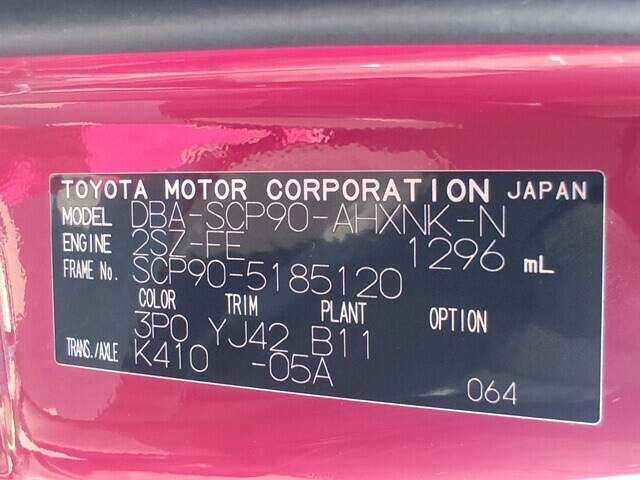 TOYOTA MOTOR CORPORATION JAPAN
MODEL DBA-SCP90-AHXNK-N
ENGINE 2SZ-FE 1296 mL
FRAME No. SCP90-5185120
COLOR TRIM PLANT OPTION
3P0 YJ42 B11
TRANS./AXLE K410 -05A
064